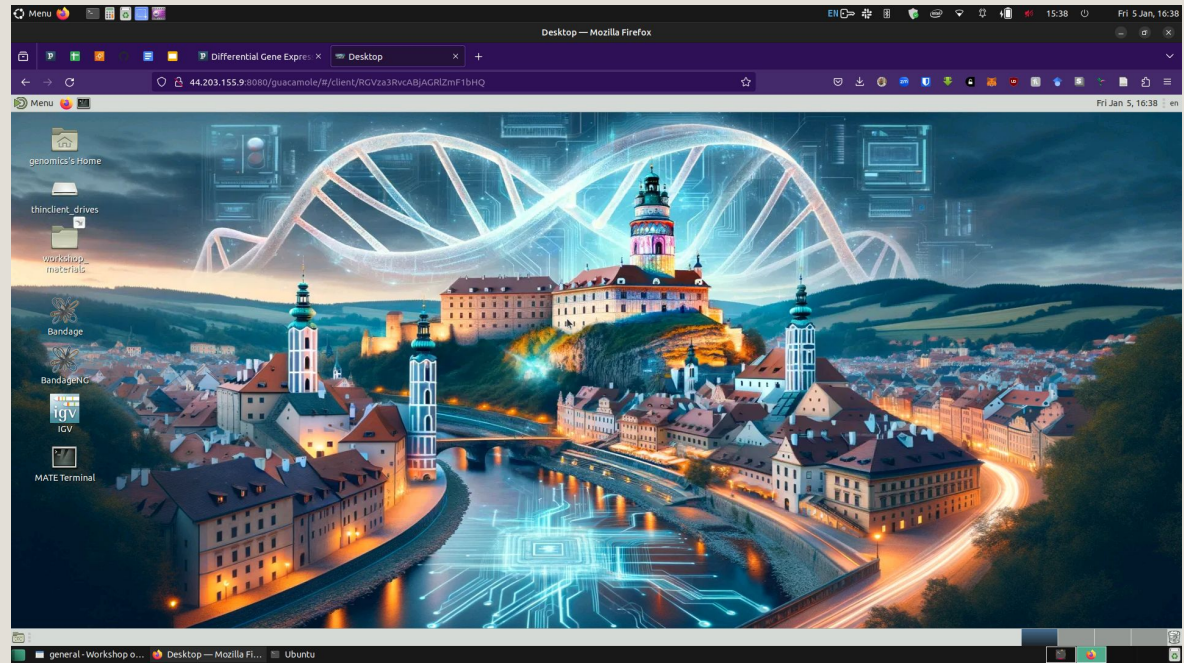 Menu
EN
15:38
Fri 5 Jan, 16:38
Desktop — Mozilla Firefox
Differential Gene Expres
Desktop
44.203.155.9:8080/guacamole/#/client/RGVza3RvcABjAGRlZmF1bHQ
Menu
Fri Jan 5, 16:38
en
genomics's Home
thinclient_drives
workshop_
materials
Bandage
BandageNG
igv
IGV
MATE Terminal
general - Workshop o...
Desktop — Mozilla Fi...
Ubuntu